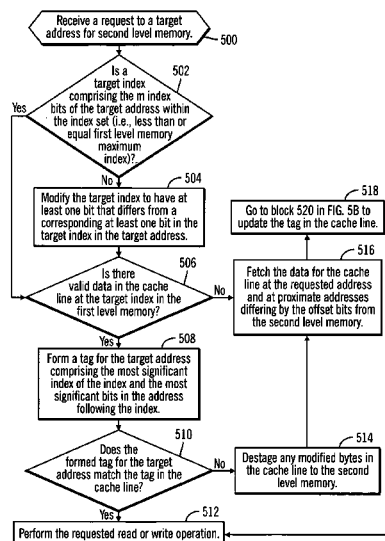 Receive a request to a target
address for second level memory.
500
502
Is a
target index
comprising the m index
bits of the target address within
the index set (i.e., less than or
equal first level memory
maximum
index)?
Yes
No
504
Modify the target index to have at
least one bit that differs from a
corresponding at least one bit in the
target index in the target address.
518
Go to block 520 in FIG. 5B to
update the tag in the cache line.
506
Is there
valid data in the cache
line at the target index in the
first level memory?
No
Yes
516
Fetch the data for the cache
line at the requested address
and at proximate addresses
differing by the offset bits from
the second level memory.
508
Form a tag for the target address
comprising the most significant
index of the index and the most
significant bits in the address
following the index.
510
Does the
formed tag for the target
address match the tag in the
cache line?
No
Yes
514
Destage any modified bytes in
the cache line to the second
level memory.
512
Perform the requested read or write operation.